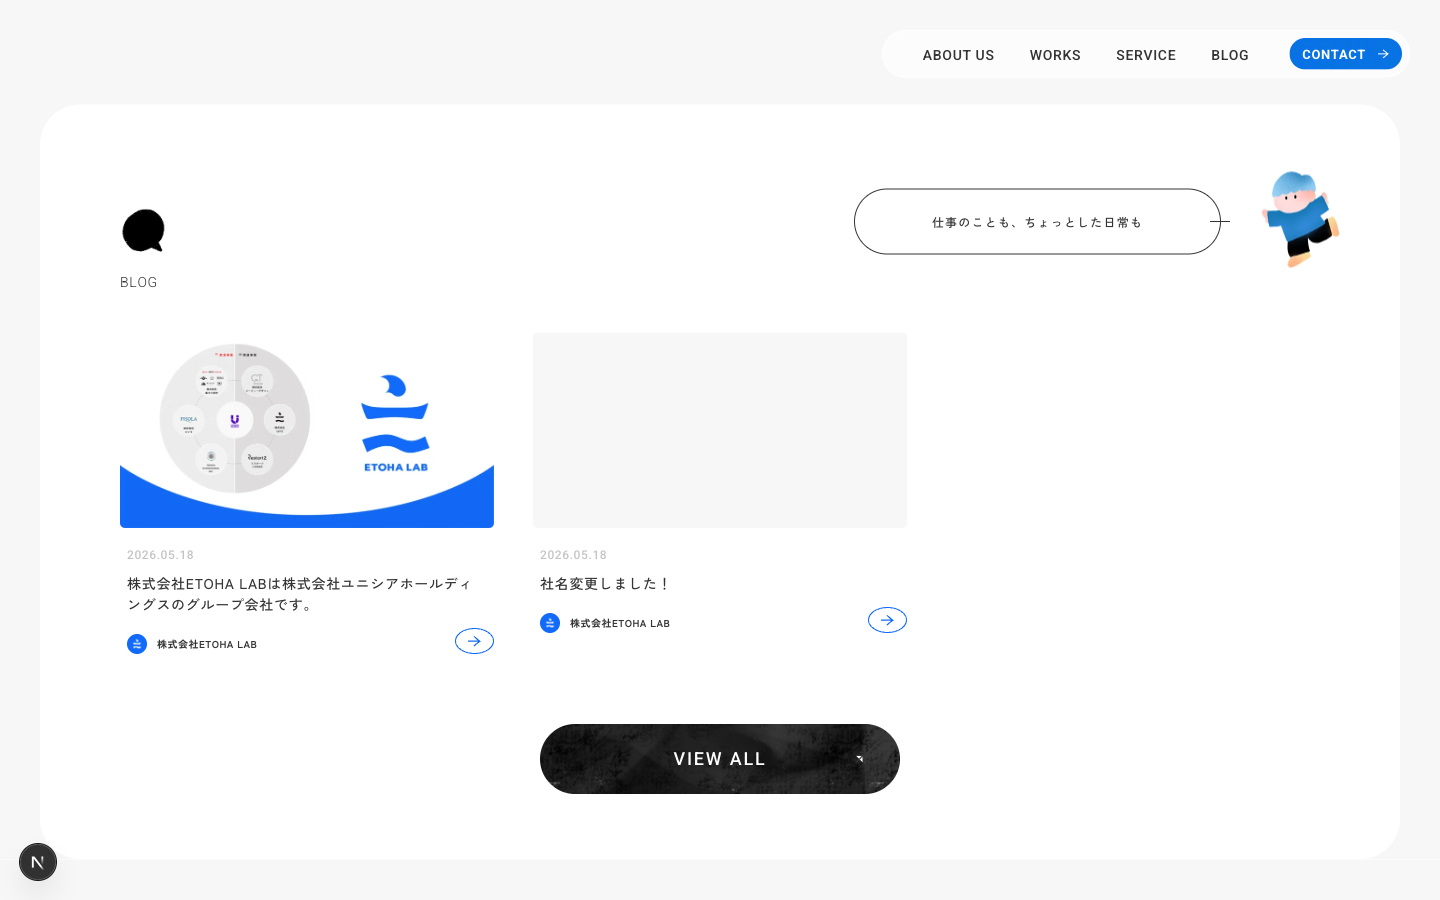 ABOUT US
WORKS
SERVICE
BLOG
CONTACT
仕事のことも、ちょっとした日常も
BLOG
PISOLA
ETOHA LAB
2026.05.18
株式会社ETOHA LABは株式会社ユニシアホールディ
ングスのグループ会社です。
株式会社ETOHA LAB
2026.05.18
社名変更しました！
株式会社ETOHA LAB
VIEW ALL
N